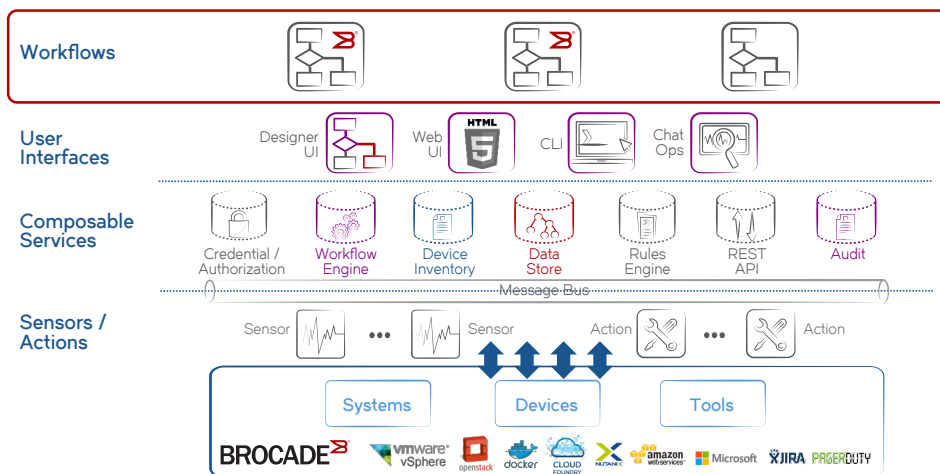 Workflows
User
Interfaces
Designer
UI
Web
UI
HTML
5
CLI
Chat
Ops
Composable
Services
Credential /
Authorization
Workflow
Engine
Device
Inventory
Data
Store
Rules
Engine
REST
API
Audit
Message Bus
Sensors /
Actions
Sensor
•••
Sensor
Action
•••
Action
Systems
Devices
Tools
BROCADE
vmware®
vSphere
openstack
docker
CLOUD
FOUNDRY
NUTANIX
amazon
webservices™
Microsoft
JIRA
PAGERDUTY